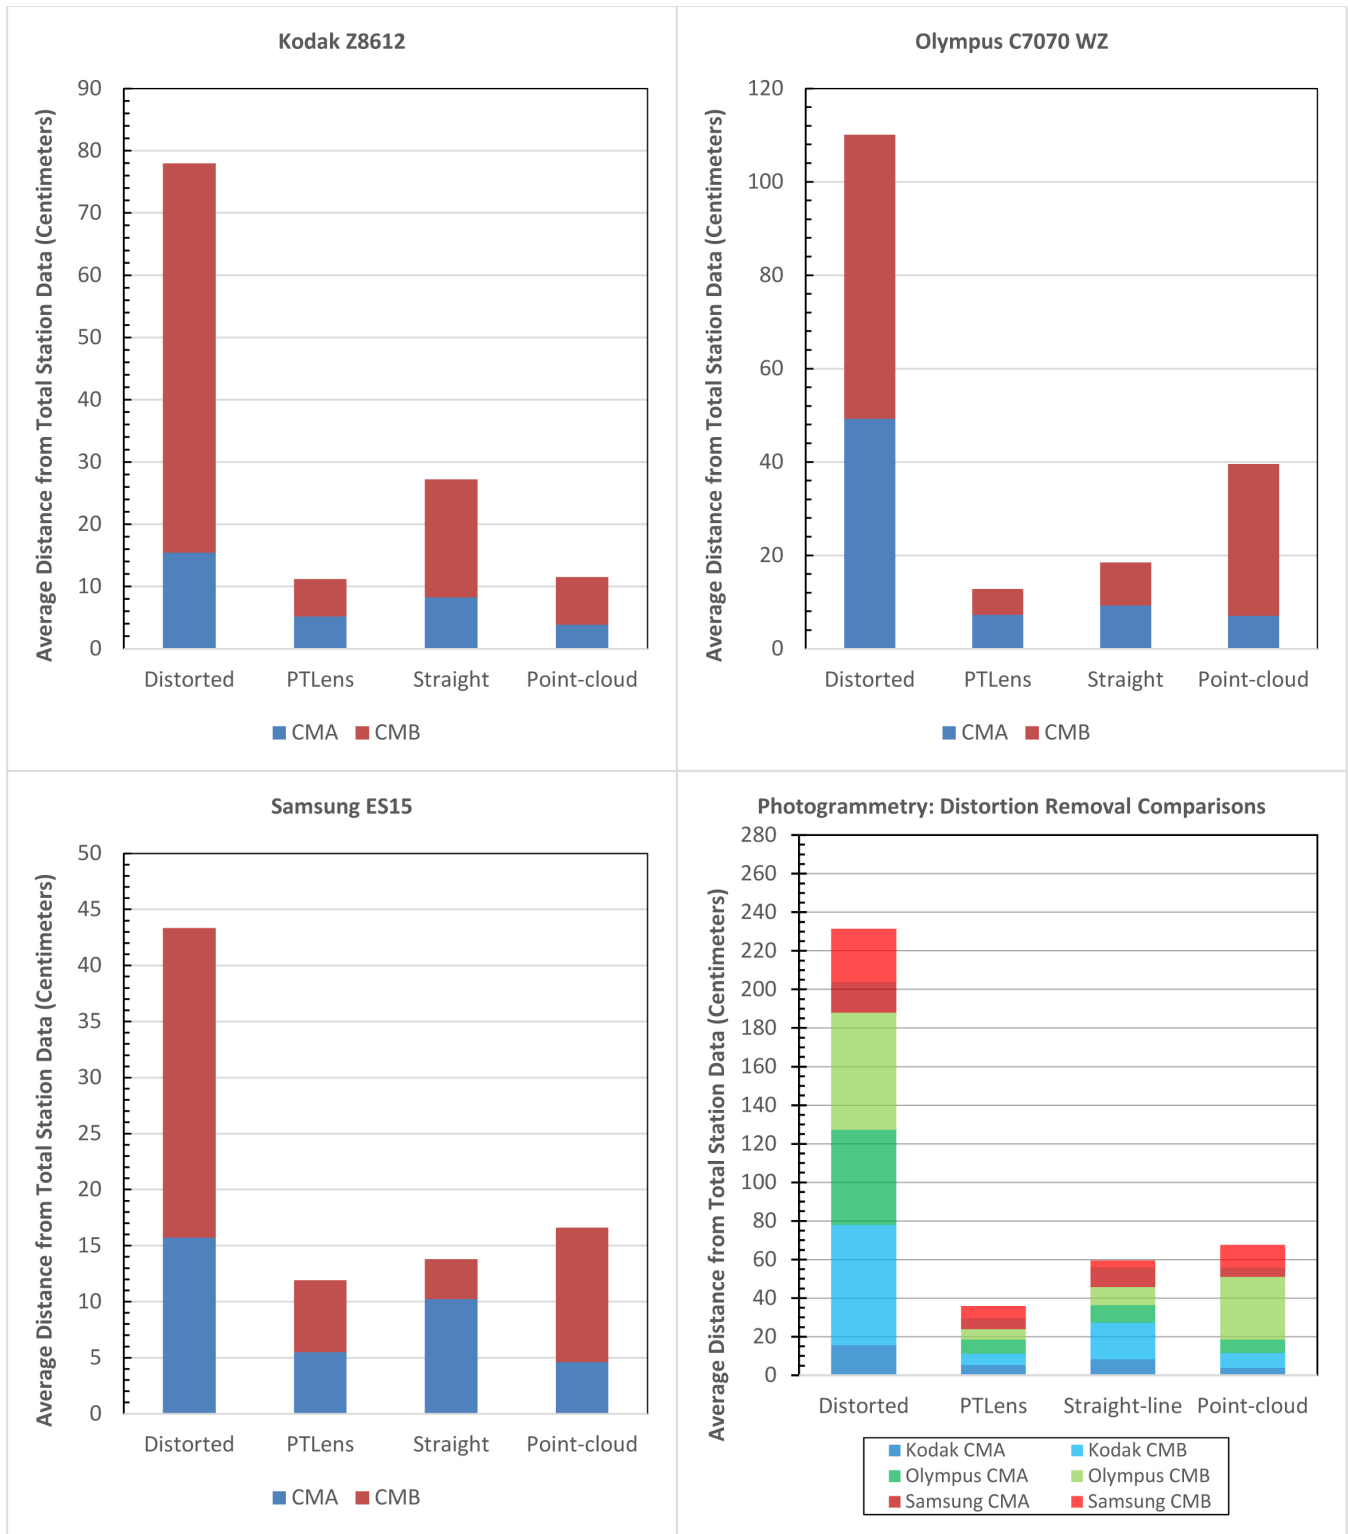 Kodak Z8612
Average Distance from Total Station Data (Centimeters)
90
80
70
60
50
40
30
20
10
0
Distorted PTLens Straight Point-cloud
CMA CMB
Olympus C7070 WZ
Average Distance from Total Station Data (Centimeters)
120
100
80
60
40
20
0
Distorted PTLens Straight Point-cloud
CMA CMB
Samsung ES15
Average Distance from Total Station Data (Centimeters)
50
45
40
35
30
25
20
15
10
5
0
Distorted PTLens Straight Point-cloud
CMA CMB
Photogrammetry: Distortion Removal Comparisons
Average Distance from Total Station Data (Centimeters)
280
260
240
220
200
180
160
140
120
100
80
60
40
20
0
Distorted PTLens Straight-line Point-cloud
Kodak CMA Kodak CMB
Olympus CMA Olympus CMB
Samsung CMA Samsung CMB